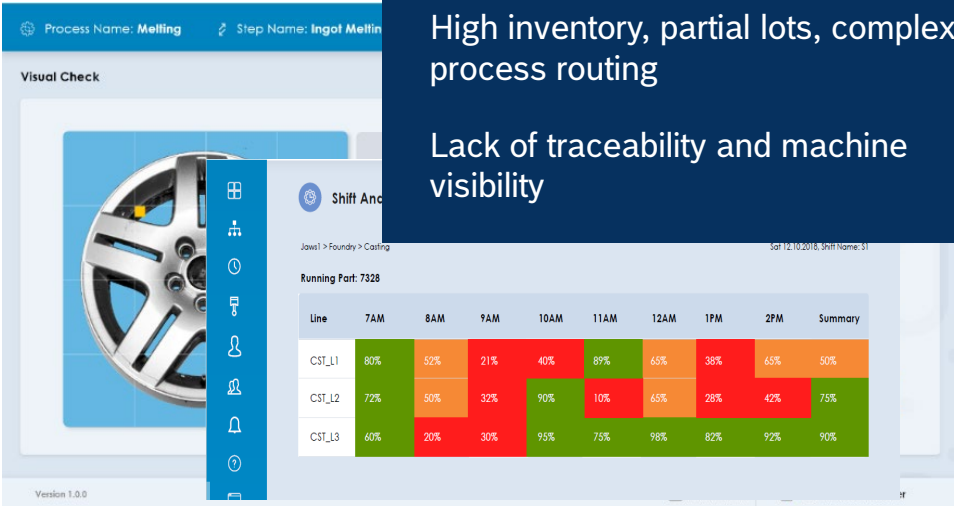 Process Name: Melting
Step Name: Ingot Meltin
High inventory, partial lots, complex
process routing
Lack of traceability and machine
visibility
Visual Check
Shift Ana
Jaws1 > Foundry > Casting
Sat 12.10.2018, Shift Name: S1
Running Part: 7328
Line 7AM 8AM 9AM 10AM 11AM 12AM 1PM 2PM Summary
CST_L1 80% 52% 21% 40% 89% 65% 38% 65% 50%
CST_L2 72% 50% 32% 90% 10% 65% 28% 42% 75%
CST_L3 60% 20% 30% 95% 75% 98% 82% 92% 90%
Version 1.0.0